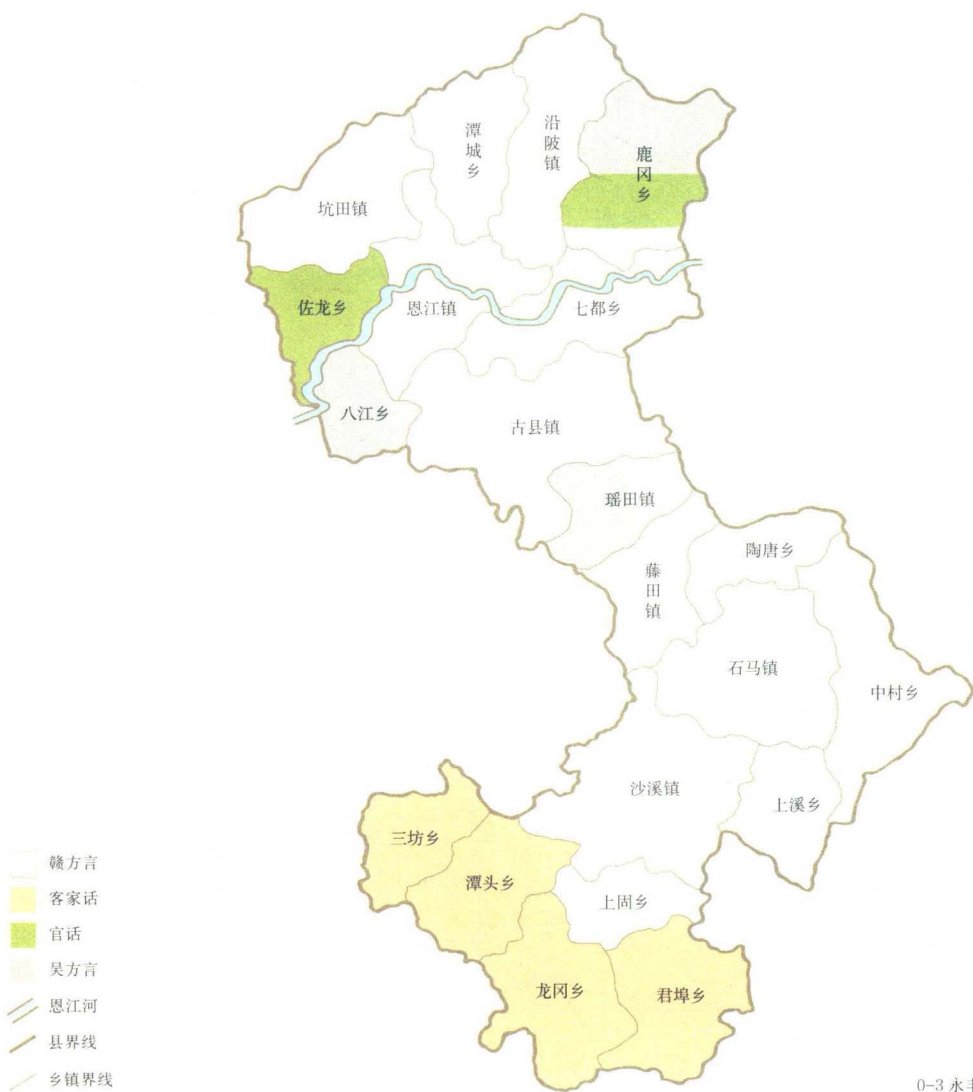 潭城乡
沿陂镇
鹿冈乡
坑田镇
佐龙乡
恩江镇
七都乡
八江乡
古县镇
瑶田镇
陶唐乡
藤田镇
石马镇
中村乡
沙溪镇
上溪乡
三坊乡
潭头乡
上固乡
龙冈乡
君埠乡
赣方言
客家话
官话
吴方言
恩江河
县界线
乡镇界线
0-3 永丰